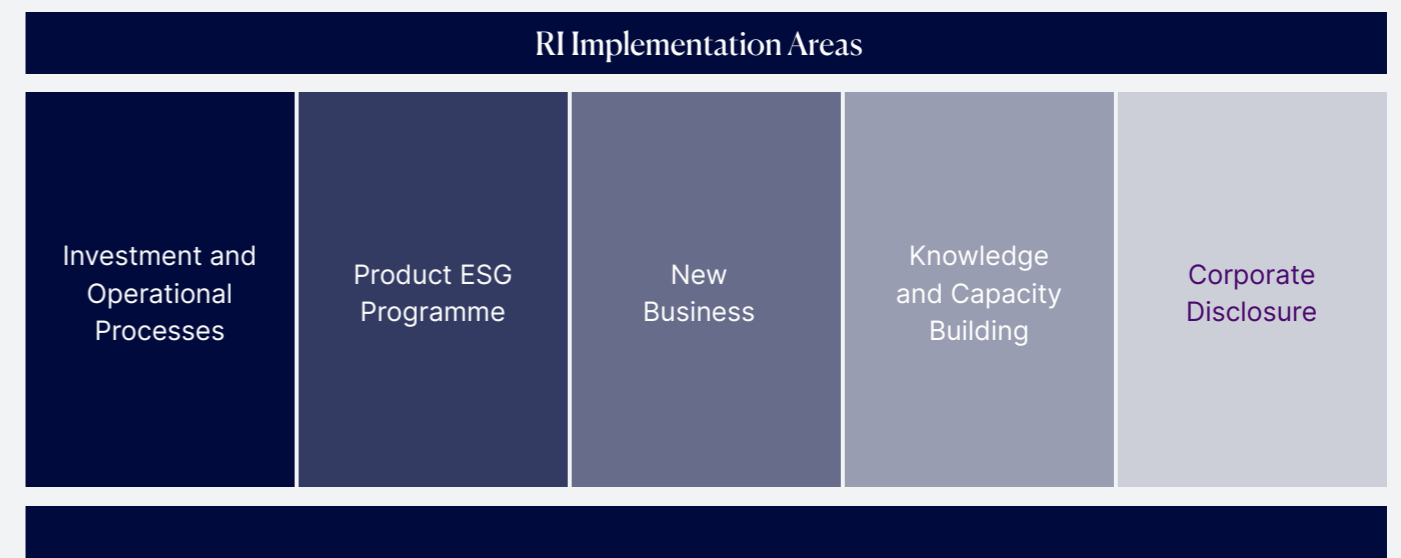 RI Implementation Areas
Investment and
Operational
Processes
Product ESG
Programme
New
Business
Knowledge
and Capacity
Building
Corporate
Disclosure